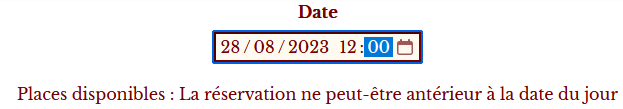 Date
28/08/2023 12:00
Places disponibles : La réservation ne peut-être antérieur à la date du jour